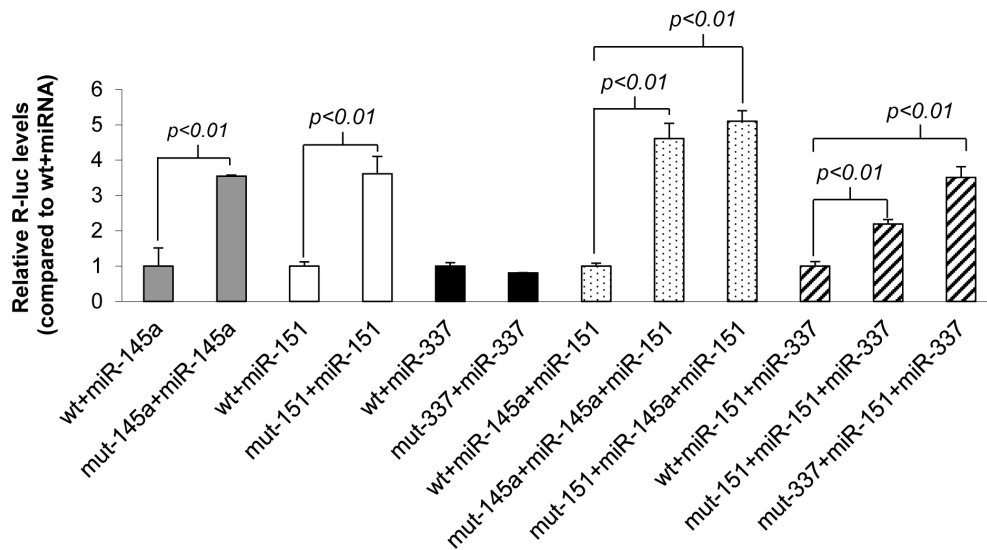 p<0.01
p<0.01
p<0.01
p<0.01
p<0.01
p<0.01
Relative R-luc levels
(compared to wt+miRNA)
6
5
4
3
2
1
0
wt+miR-145a
mut-145a+miR-145a
wt+miR-151
mut-151+miR-151
wt+miR-337
mut-337+miR-337
wt+miR-145a+miR-151
mut-145a+miR-145a+miR-151
mut-151+miR-145a+miR-151
wt+miR-151+miR-337
mut-151+miR-151+miR-337
mut-337+miR-151+miR-337